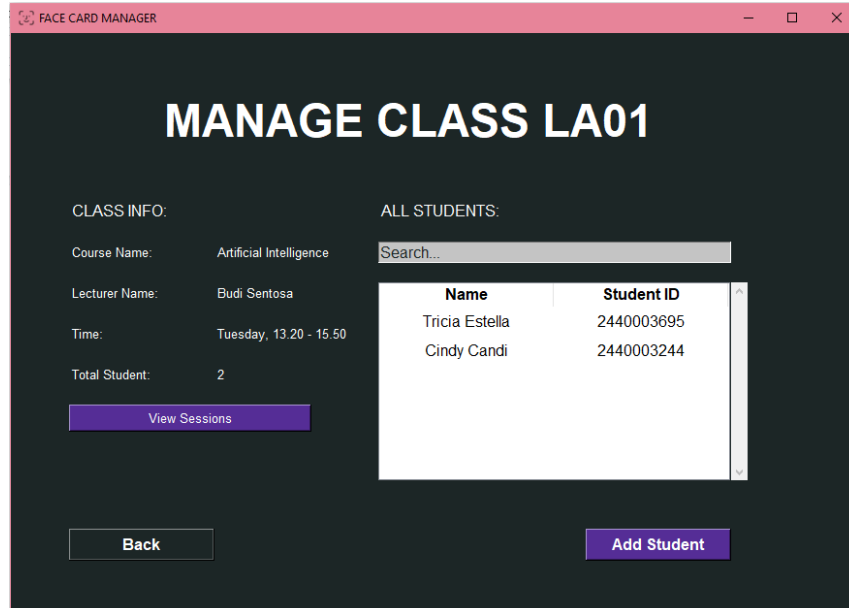 FACE CARD MANAGER
MANAGE CLASS LA01
CLASS INFO:
Course Name: Artificial Intelligence
Lecturer Name: Budi Sentosa
Time: Tuesday, 13.20 - 15.50
Total Student: 2
View Sessions
ALL STUDENTS:
Search...
Name Student ID
Tricia Estella 2440003695
Cindy Candi 2440003244
Back
Add Student